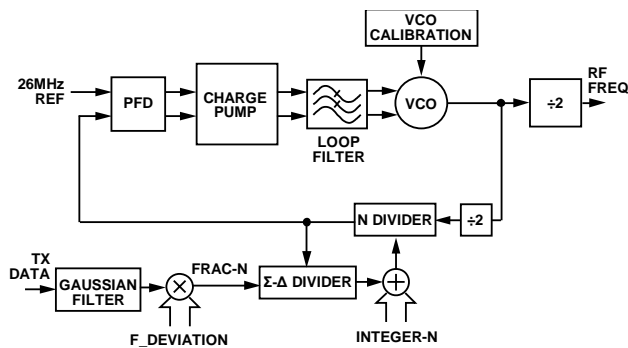 VCO
CALIBRATION
26MHz
REF
PFD
CHARGE
PUMP
LOOP
FILTER
VCO
÷2
RF
FREQ
N DIVIDER
÷2
TX
DATA
GAUSSIAN
FILTER
×
FRAC-N
Σ-Δ DIVIDER
+
F_DEVIATION
INTEGER-N